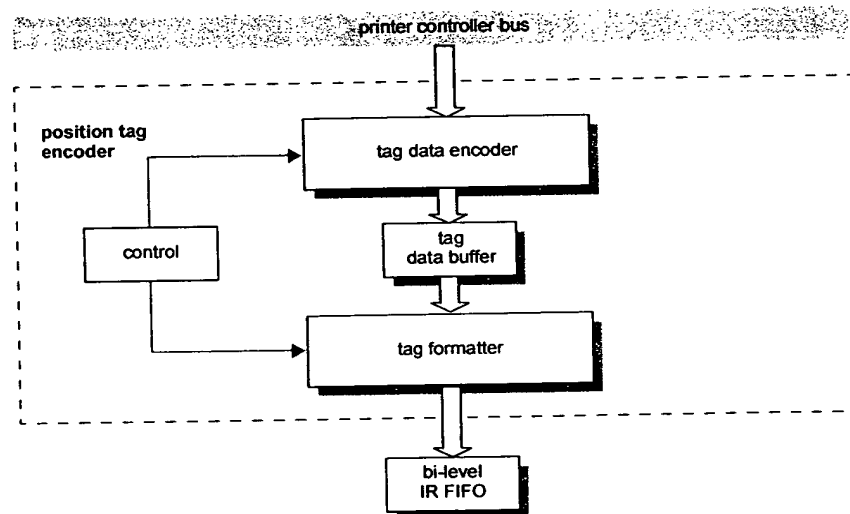 printer controller bus
position tag
encoder
tag data encoder
control
tag
data buffer
tag formatter
bi-level
IR FIFO